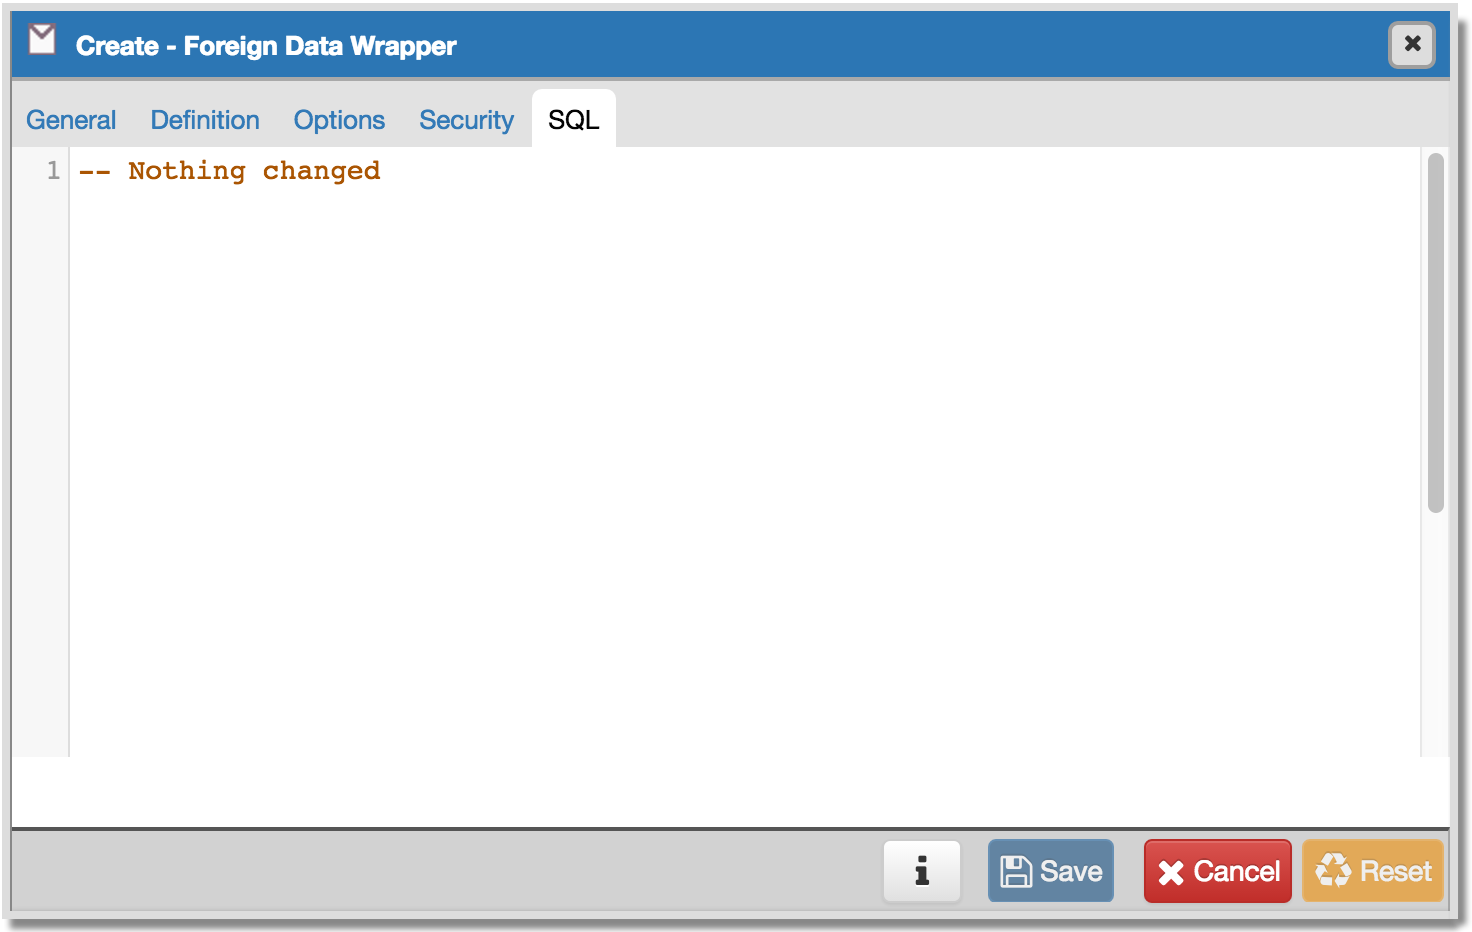 Create - Foreign Data Wrapper
General Definition Options Security SQL
1 -- Nothing changed
Save Cancel Reset